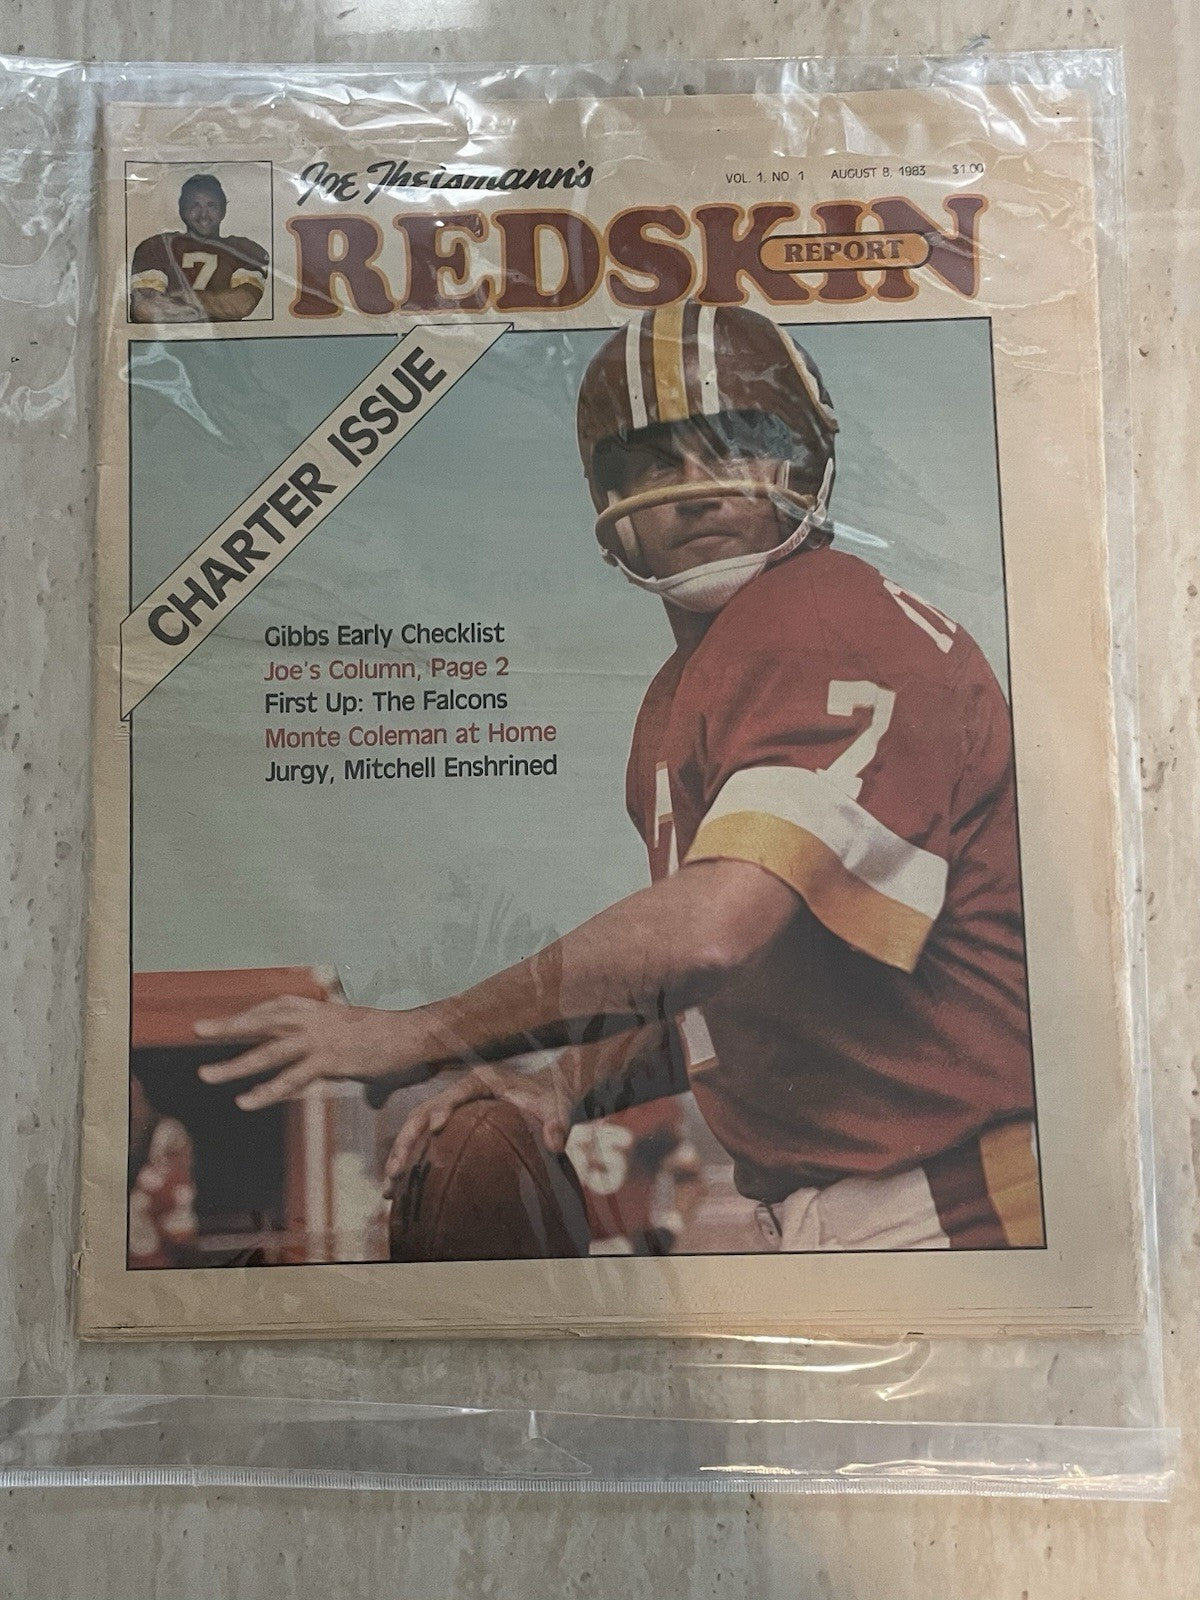 Joe Theismann's
VOL. 1, NO. 1 AUGUST 8, 1983 $1.00
REDSKIN
REPORT
7
CHARTER ISSUE
Gibbs Early Checklist
Joe's Column, Page 2
First Up: The Falcons
Monte Coleman at Home
Jurgy, Mitchell Enshrined
7